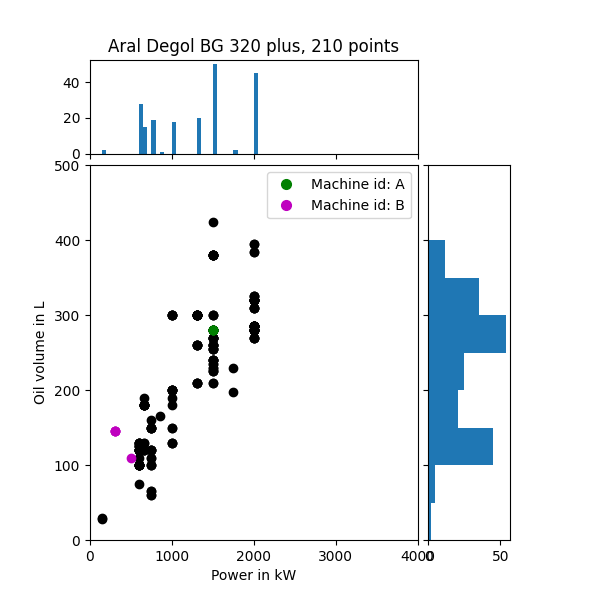 Aral Degol BG 320 plus, 210 points
40
20
0
500
400
300
200
100
0
Oil volume in L
Machine id: A
Machine id: B
0 1000 2000 3000 4000
0 50
Power in kW